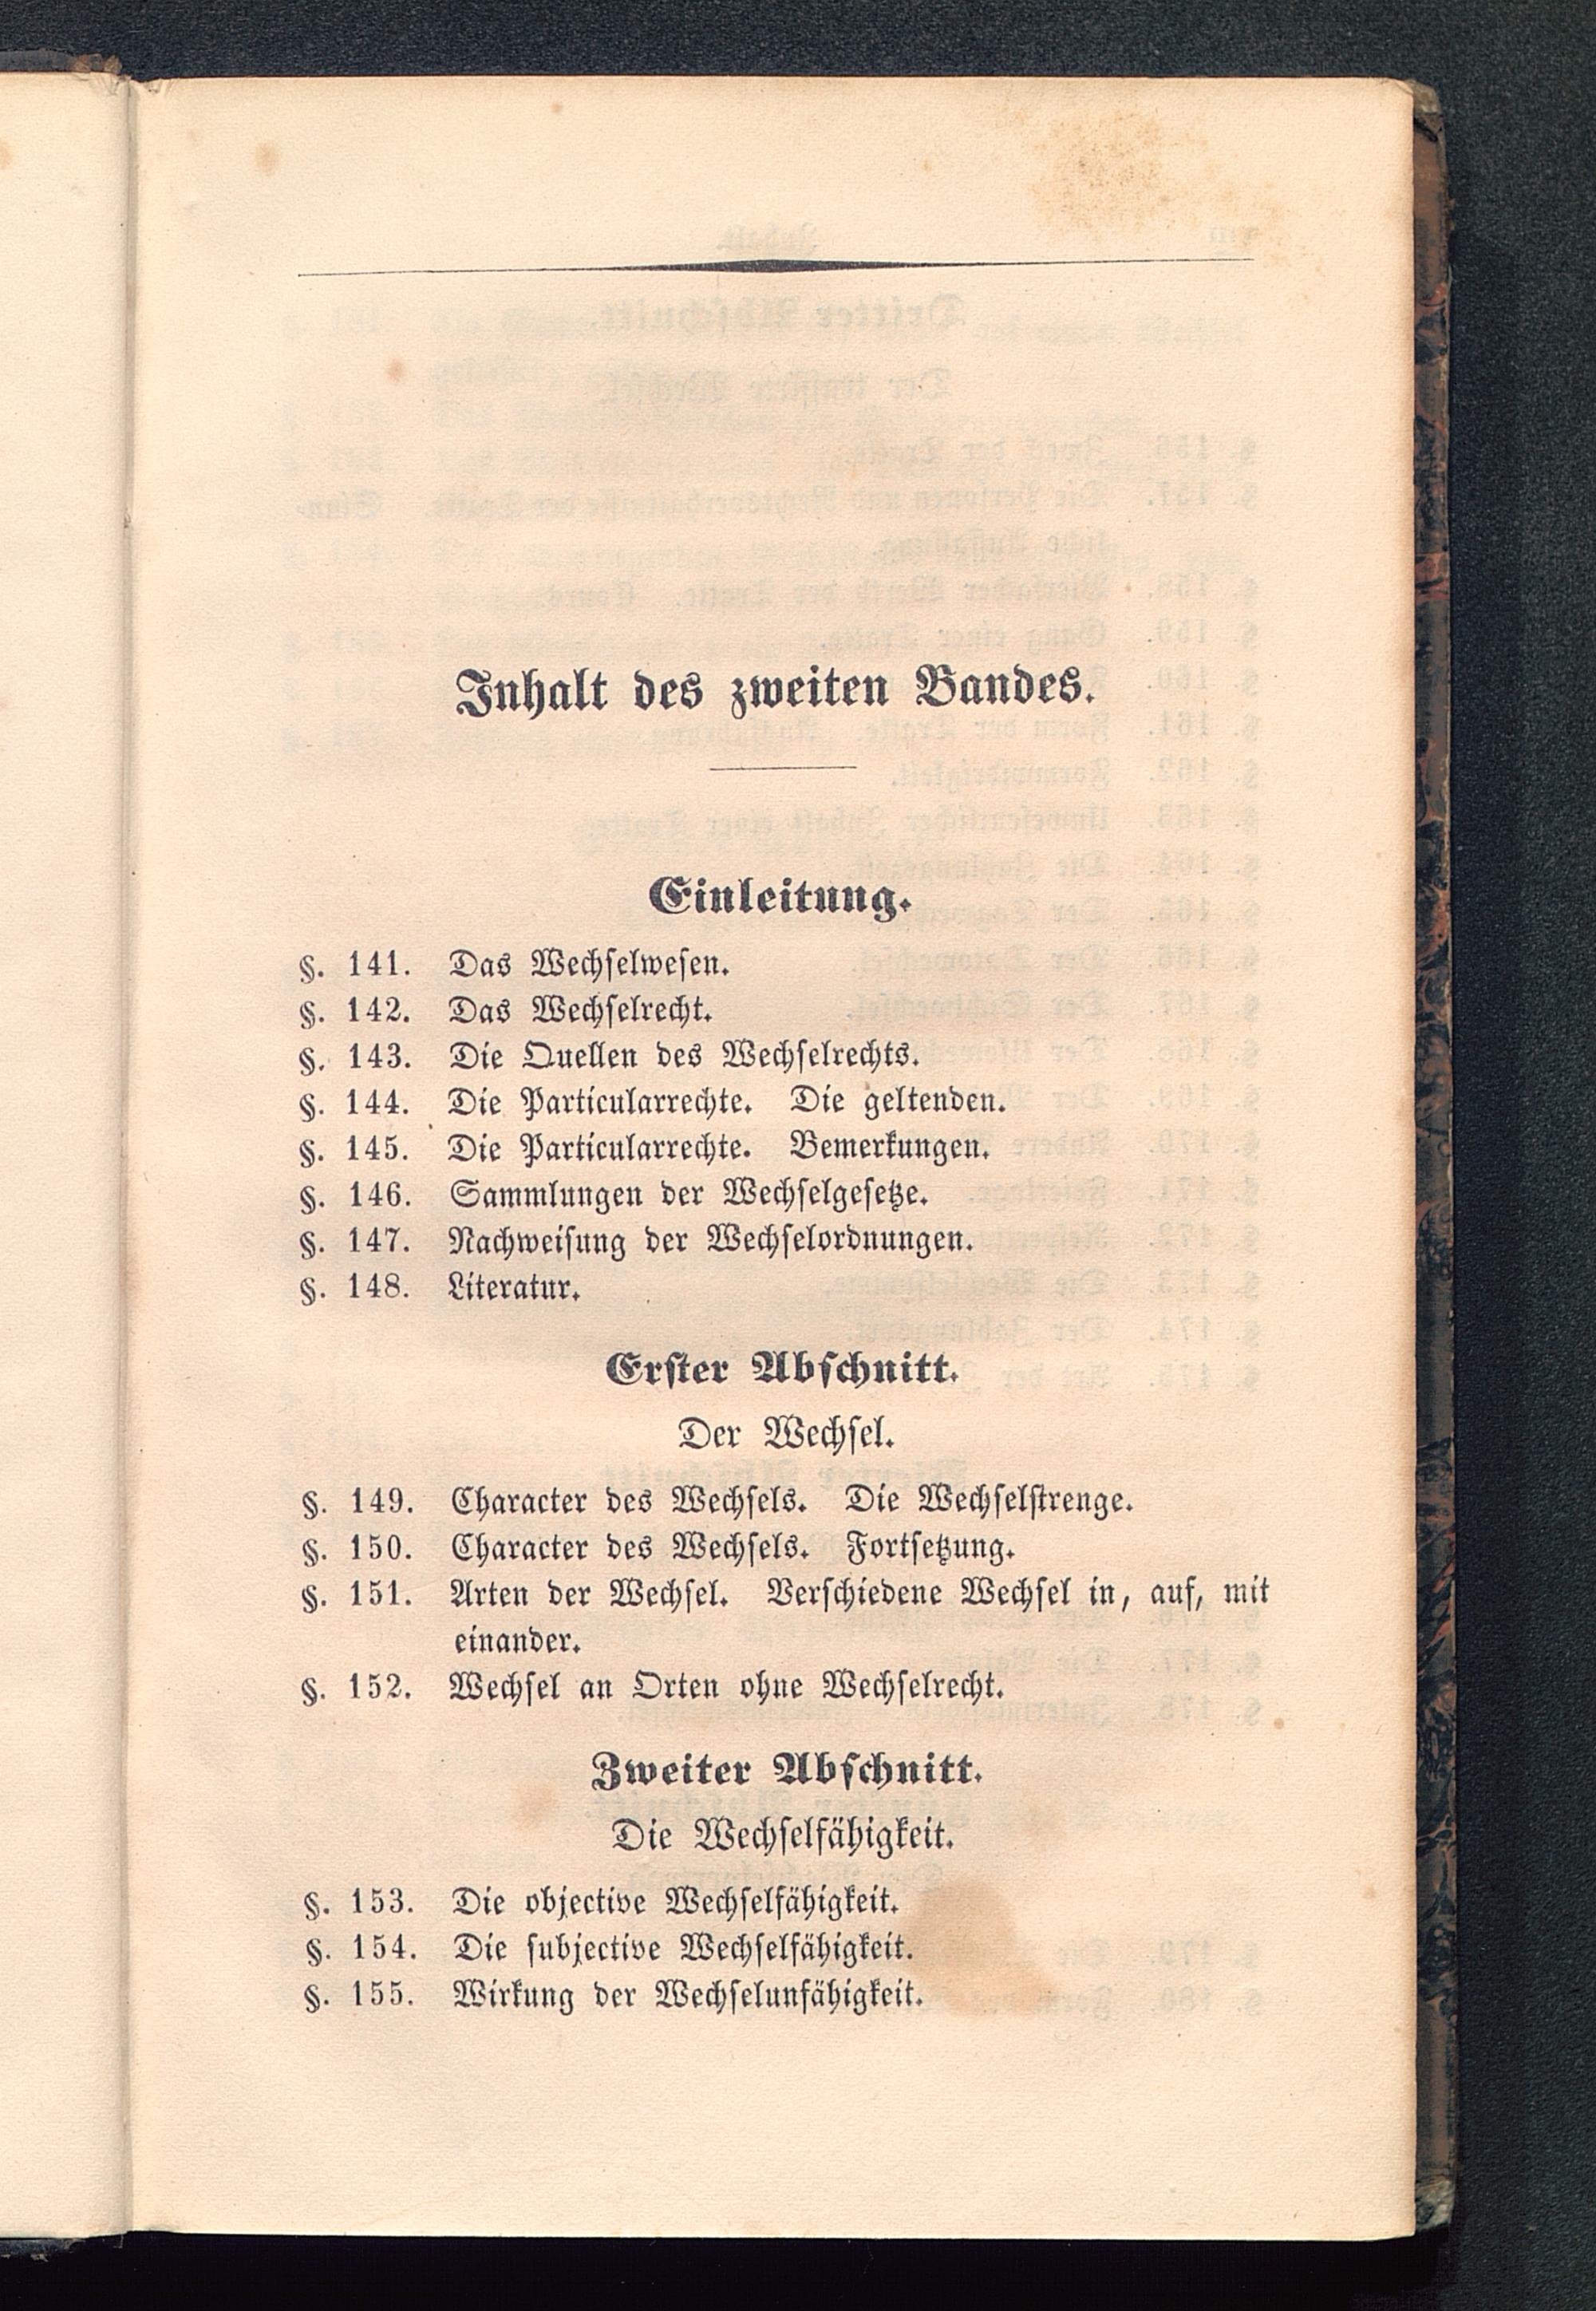 Inhalt des zweiten Bandes.
Einleitung.
§. 141. Das Wechselwesen.
§. 142. Das Wechselrecht.
§. 143. Die Quellen des Wechselrechts.
§. 144. Die Particularrechte. Die geltenden.
§. 145. Die Particularrechte. Bemerkungen.
§. 146. Sammlungen der Wechselgesetze.
§. 147. Nachweisung der Wechselordnungen.
§. 148. Literatur.
Erster Abschnitt.
Der Wechsel.
§. 149. Character des Wechsels. Die Wechselstrenge.
§. 150. Character des Wechsels. Fortsetzung.
§. 151. Arten der Wechsel. Verschiedene Wechsel in, auf, mit
einander.
§. 152. Wechsel an Orten ohne Wechselrecht.
Zweiter Abschnitt.
Die Wechselfähigkeit.
§. 153. Die objective Wechselfähigkeit.
§. 154. Die subjective Wechselfähigkeit.
§. 155. Wirkung der Wechselunfähigkeit.